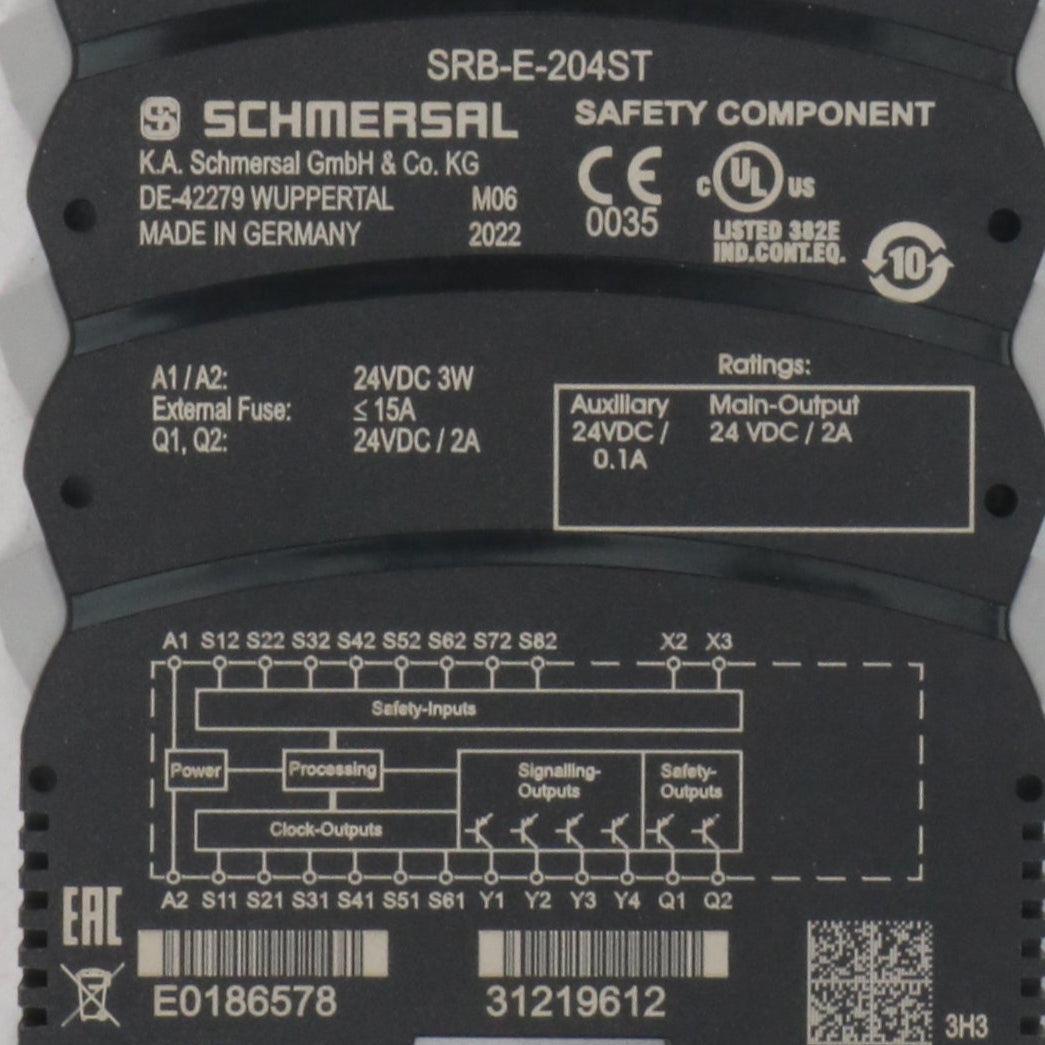 SRB-E-204ST
SCHMERSAL
SAFETY COMPONENT
K.A. Schmersal GmbH & Co. KG
DE-42279 WUPPERTAL M06
MADE IN GERMANY 2022
CE
0035
C UL US
LISTED 382E
IND.CONT.EQ.
10
A1 / A2: 24VDC 3W
External Fuse: ≤ 15A
Q1, Q2: 24VDC / 2A
Ratings:
Auxiliary Main-Output
24VDC / 24 VDC / 2A
0.1A
A1 S12 S22 S32 S42 S52 S62 S72 S82 X2 X3
Safety-Inputs
Power Processing
Signalling-
Outputs
Safety-
Outputs
Clock-Outputs
A2 S11 S21 S31 S41 S51 S61 Y1 Y2 Y3 Y4 Q1 Q2
EAC
E0186578 31219612
3H3